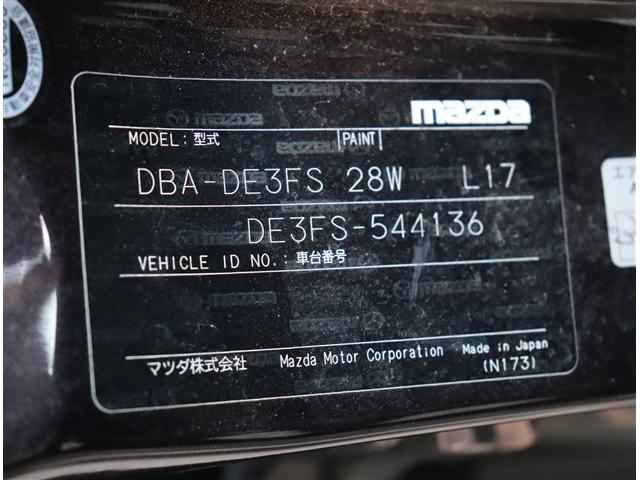 mazda
MODEL: 型式 PAINT
DBA-DE3FS 28W L17
DE3FS-544136
VEHICLE ID NO.: 車台番号
マツダ株式会社 Mazda Motor Corporation Made in Japan
(N173)